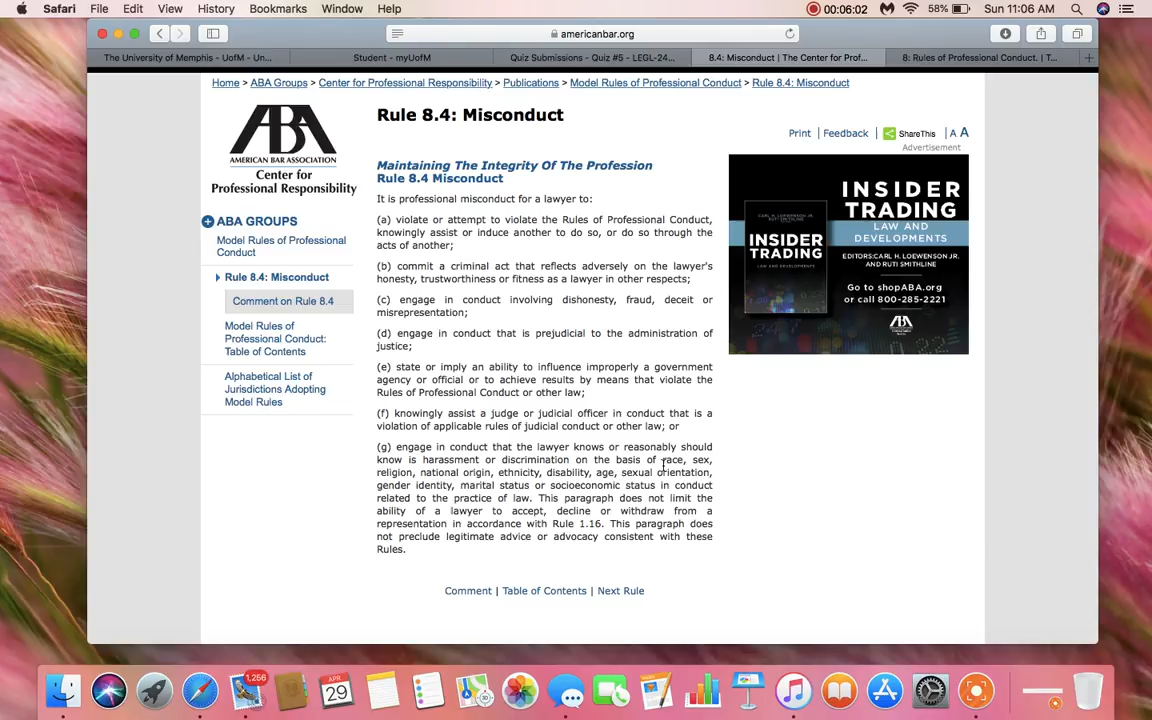 Safari File Edit View History Bookmarks Window Help 00:06:02 58% Sun 11:06 AM
americanbar.org
The University of Memphis - UofM - Un... Student - myUofM Quiz Submissions - Quiz #5 - LEGL-24... 8.4: Misconduct | The Center for Prof... 8: Rules of Professional Conduct. | T...
Home > ABA Groups > Center for Professional Responsibility > Publications > Model Rules of Professional Conduct > Rule 8.4: Misconduct
ABA
AMERICAN BAR ASSOCIATION
Center for
Professional Responsibility
ABA GROUPS
Model Rules of Professional
Conduct
Rule 8.4: Misconduct
Comment on Rule 8.4
Model Rules of
Professional Conduct:
Table of Contents
Alphabetical List of
Jurisdictions Adopting
Model Rules
Rule 8.4: Misconduct
Print | Feedback | ShareThis | A A
Maintaining The Integrity Of The Profession
Rule 8.4 Misconduct
It is professional misconduct for a lawyer to:
(a) violate or attempt to violate the Rules of Professional Conduct,
knowingly assist or induce another to do so, or do so through the
acts of another;
(b) commit a criminal act that reflects adversely on the lawyer's
honesty, trustworthiness or fitness as a lawyer in other respects;
(c) engage in conduct involving dishonesty, fraud, deceit or
misrepresentation;
(d) engage in conduct that is prejudicial to the administration of
justice;
(e) state or imply an ability to influence improperly a government
agency or official or to achieve results by means that violate the
Rules of Professional Conduct or other law;
(f) knowingly assist a judge or judicial officer in conduct that is a
violation of applicable rules of judicial conduct or other law; or
(g) engage in conduct that the lawyer knows or reasonably should
know is harassment or discrimination on the basis of race, sex,
religion, national origin, ethnicity, disability, age, sexual orientation,
gender identity, marital status or socioeconomic status in conduct
related to the practice of law. This paragraph does not limit the
ability of a lawyer to accept, decline or withdraw from a
representation in accordance with Rule 1.16. This paragraph does
not preclude legitimate advice or advocacy consistent with these
Rules.
Comment | Table of Contents | Next Rule
Advertisement
CARL H. LOEWENSON JR.
RUTI SMITHLINE
INSIDER
TRADING
LAW AND DEVELOPMENTS
INSIDER
TRADING
LAW AND
DEVELOPMENTS
EDITORS:CARL H. LOEWENSON JR.
AND RUTI SMITHLINE
Go to shopABA.org
or call 800-285-2221
ABA
1,256
APR
29